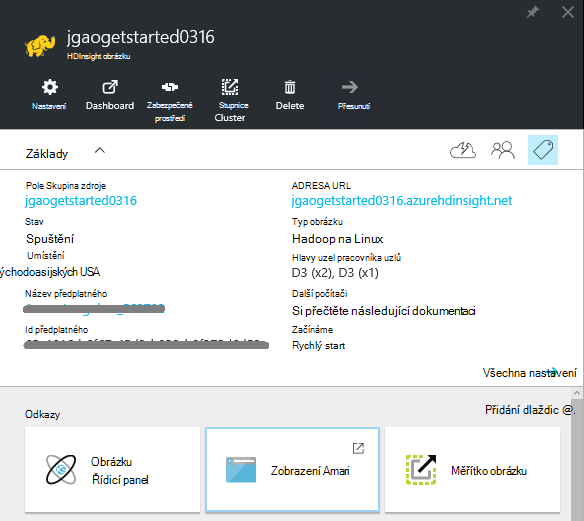 jgaogetstarted0316
HDInsight obrázku
Nastavení
Dashboard
Zabezpečené prostředí
Stupnice Cluster
Delete
Přesunutí
Základy
Pole Skupina zdroje
jgaogetstarted0316
Stav
Spuštění
Umístění
ýchodoasijských USA
Název předplatného
Id předplatného
ADRESA URL
jgaogetstarted0316.azurehdinsight.net
Typ obrázku
Hadoop na Linux
Hlavy uzel pracovníka uzlů
D3 (x2), D3 (x1)
Další počítači
Si přečtěte následující dokumentaci
Začínáme
Rychlý start
Všechna nastavení
Odkazy
Přidání dlaždic @.
Obrázku
Řídicí panel
Zobrazení Amari
Měřítko obrázku